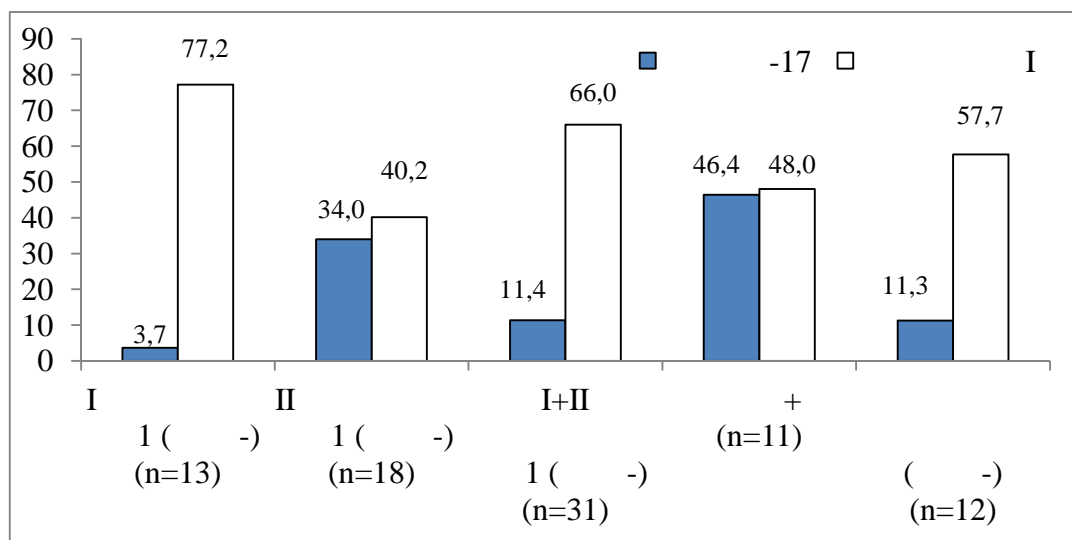 90
80
70
60
50
40
30
20
10
0
77,2
3,7
34,0
40,2
11,4
66,0
46,4
48,0
11,3
57,7
-17
I
I
1 ( -)
(n=13)
II
1 ( -)
(n=18)
I+II
1 ( -)
(n=31)
+
(n=11)
( -)
(n=12)